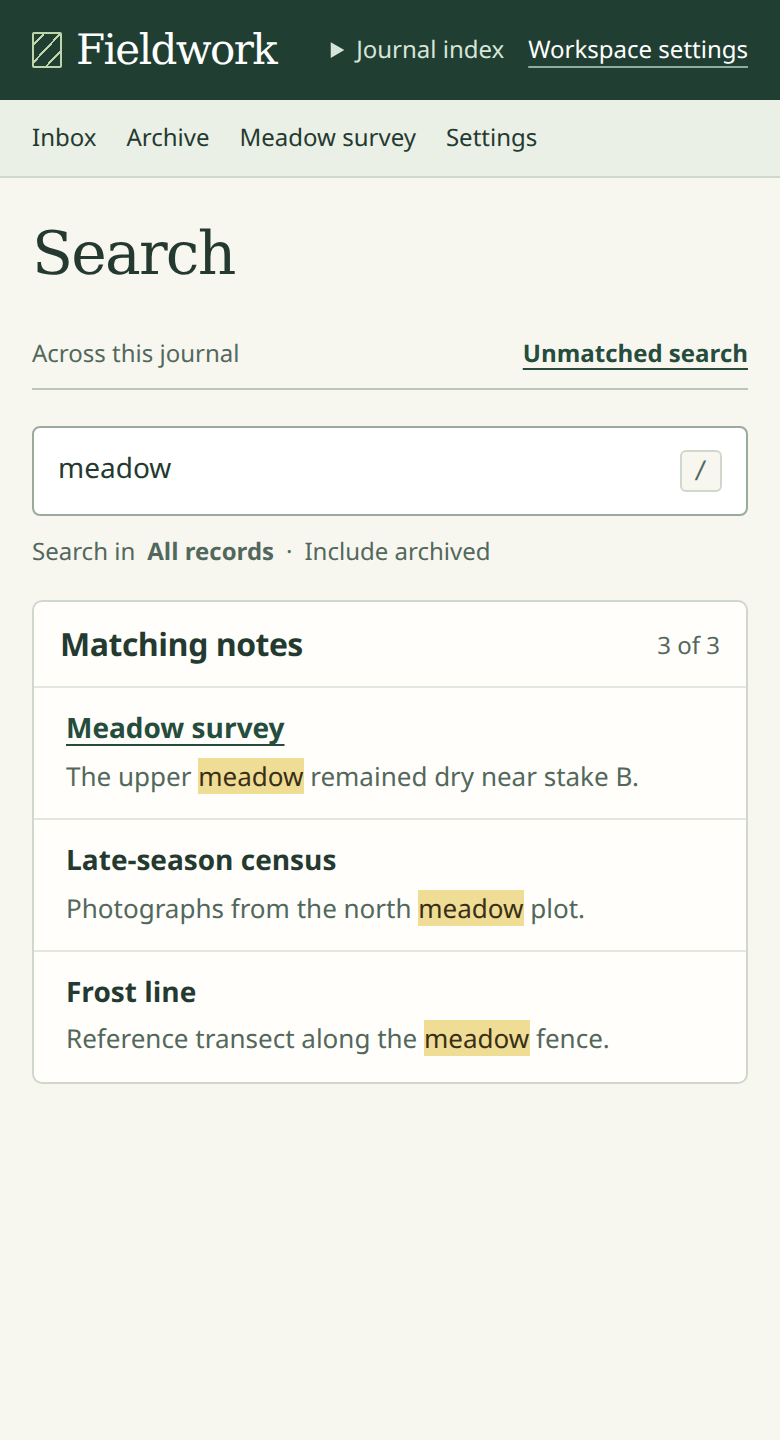 Fieldwork ▶ Journal index Workspace settings
Inbox Archive Meadow survey Settings
Search
Across this journal Unmatched search
meadow /
Search in All records · Include archived
Matching notes 3 of 3
Meadow survey
The upper meadow remained dry near stake B.
Late-season census
Photographs from the north meadow plot.
Frost line
Reference transect along the meadow fence.